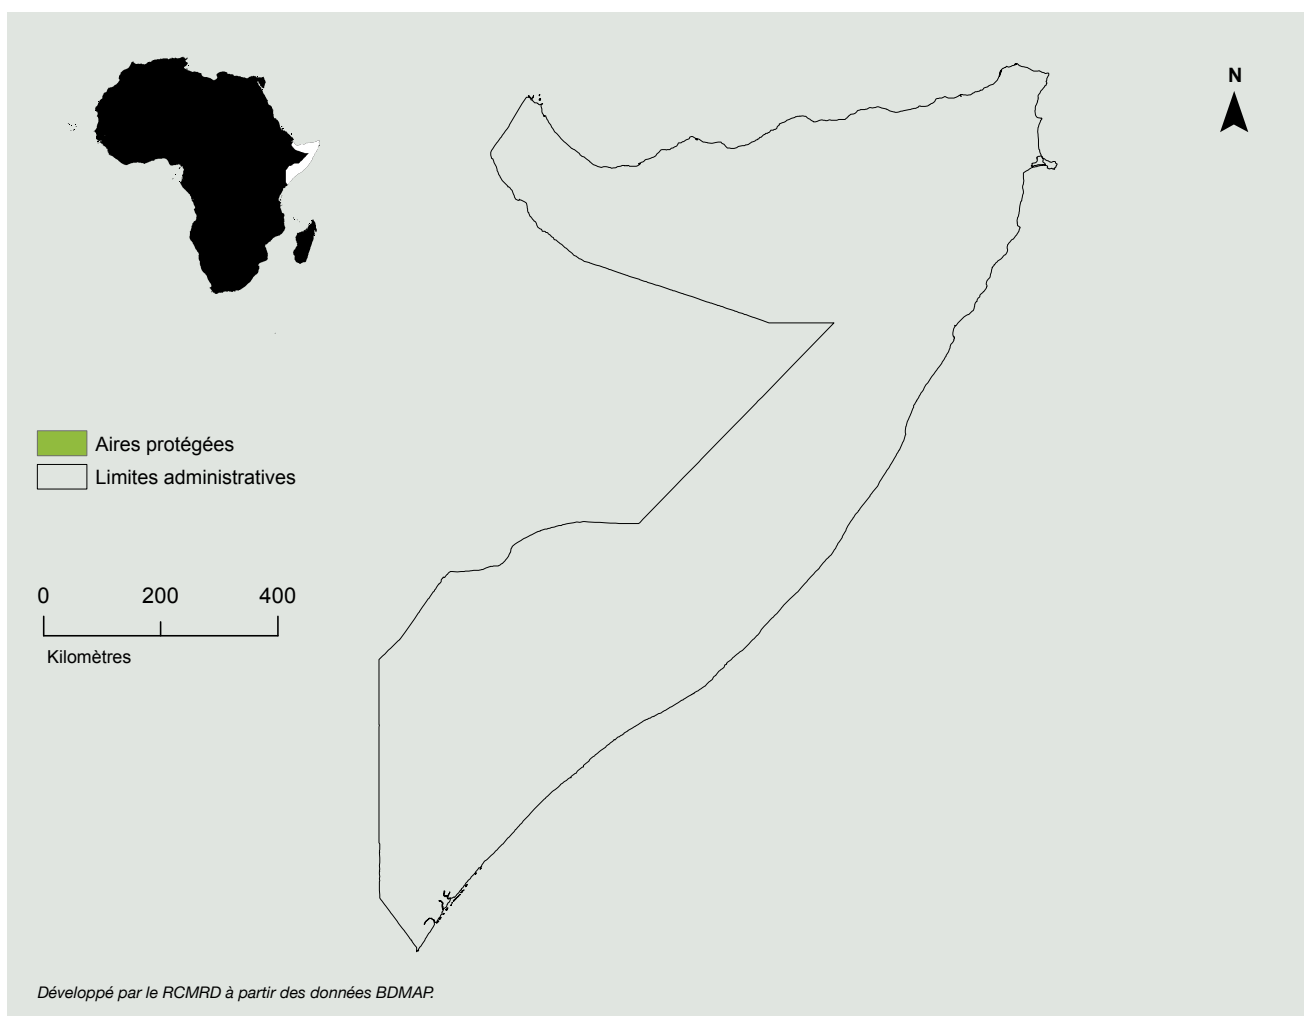 N
Aires protégées
Limites administratives
0 200 400
Kilomètres
Développé par le RCMRD à partir des données BDMAP.